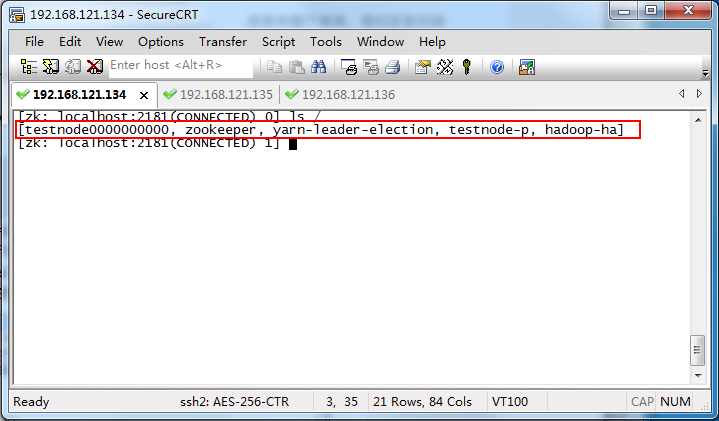 192.168.121.134 - SecureCRT
File Edit View Options Transfer Script Tools Window Help
Enter host <Alt+R>
192.168.121.134 × 192.168.121.135 192.168.121.136
[zk: localhost:2181(CONNECTED) 0] ls /
[testnode0000000000, zookeeper, yarn-leader-election, testnode-p, hadoop-ha]
[zk: localhost:2181(CONNECTED) 1]
Ready ssh2: AES-256-CTR 3, 35 21 Rows, 84 Cols VT100 CAP NUM